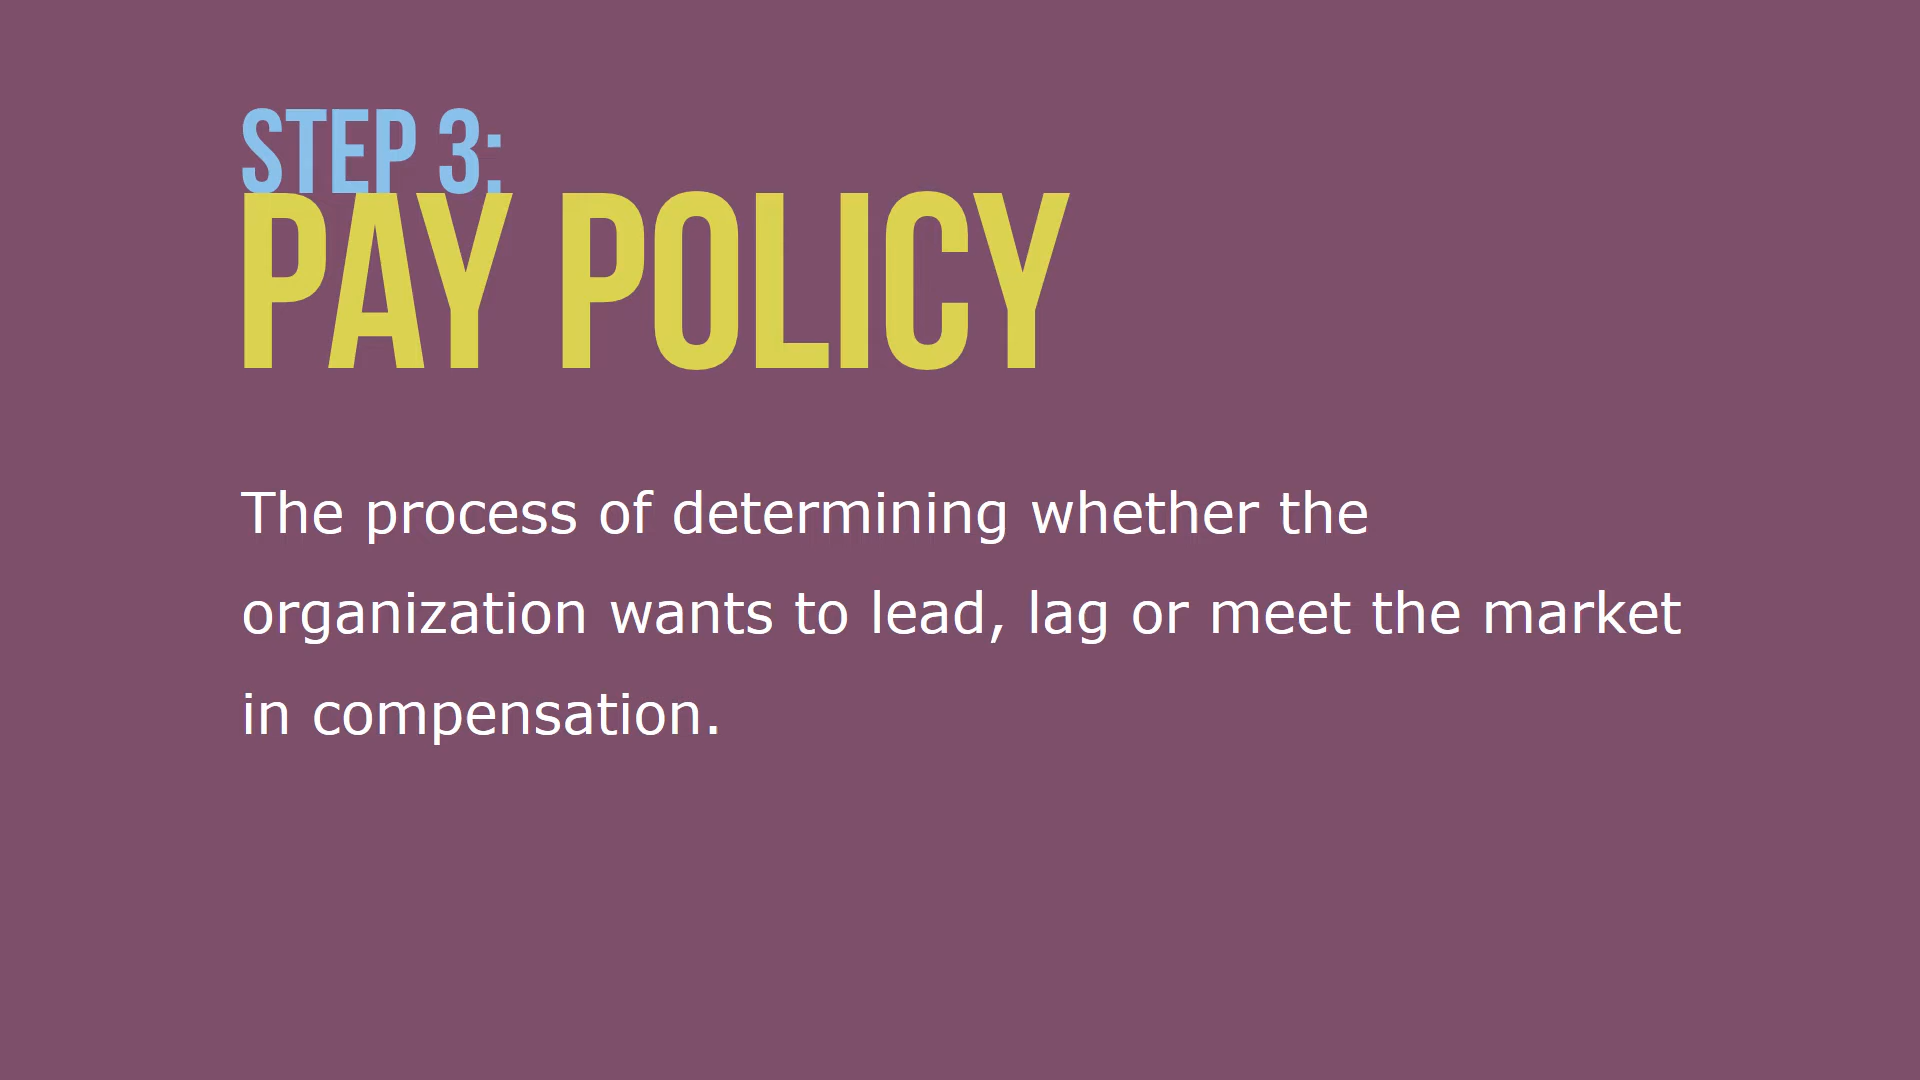 STEP 3:
PAY POLICY
The process of determining whether the
organization wants to lead, lag or meet the market
in compensation.